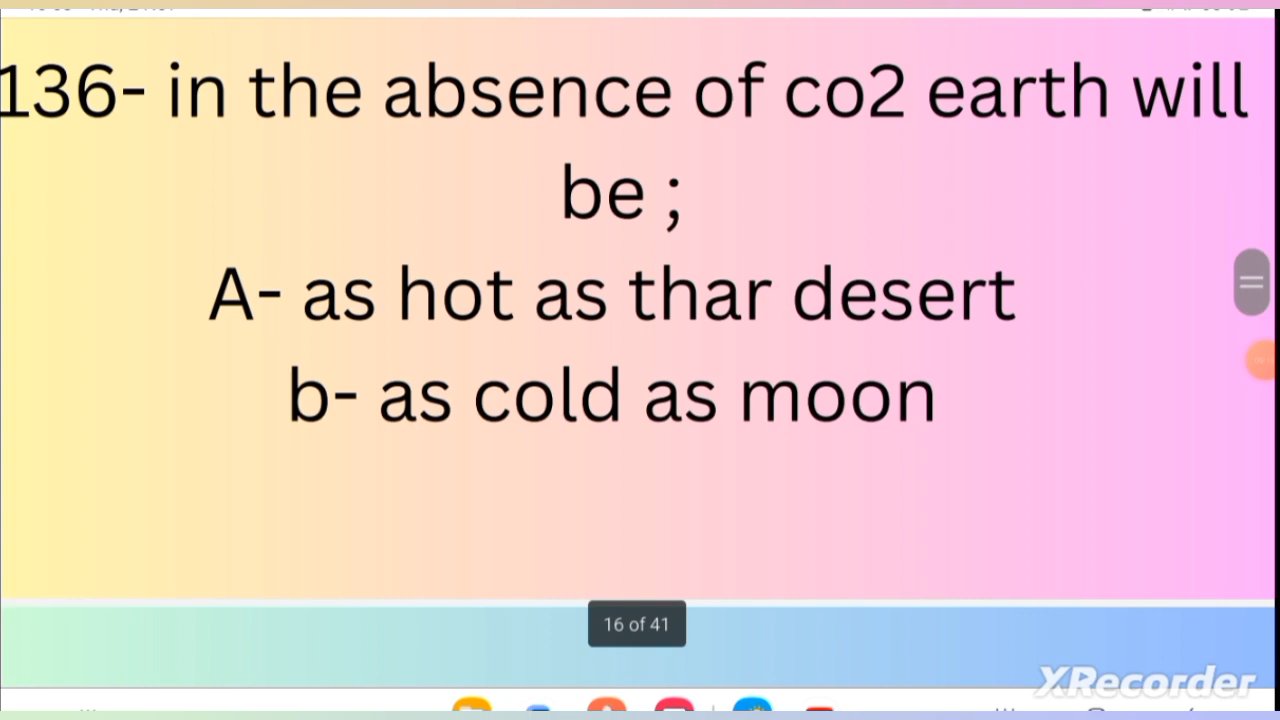 136- in the absence of co2 earth will
be ;
A- as hot as thar desert
b- as cold as moon
16 of 41
XRecorder